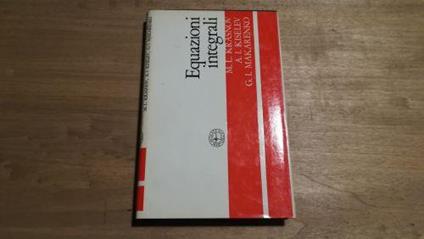 Equazioni
integrali
M. L. KRASNOV
A. I. KISELEV
G. I. MAKARENKO